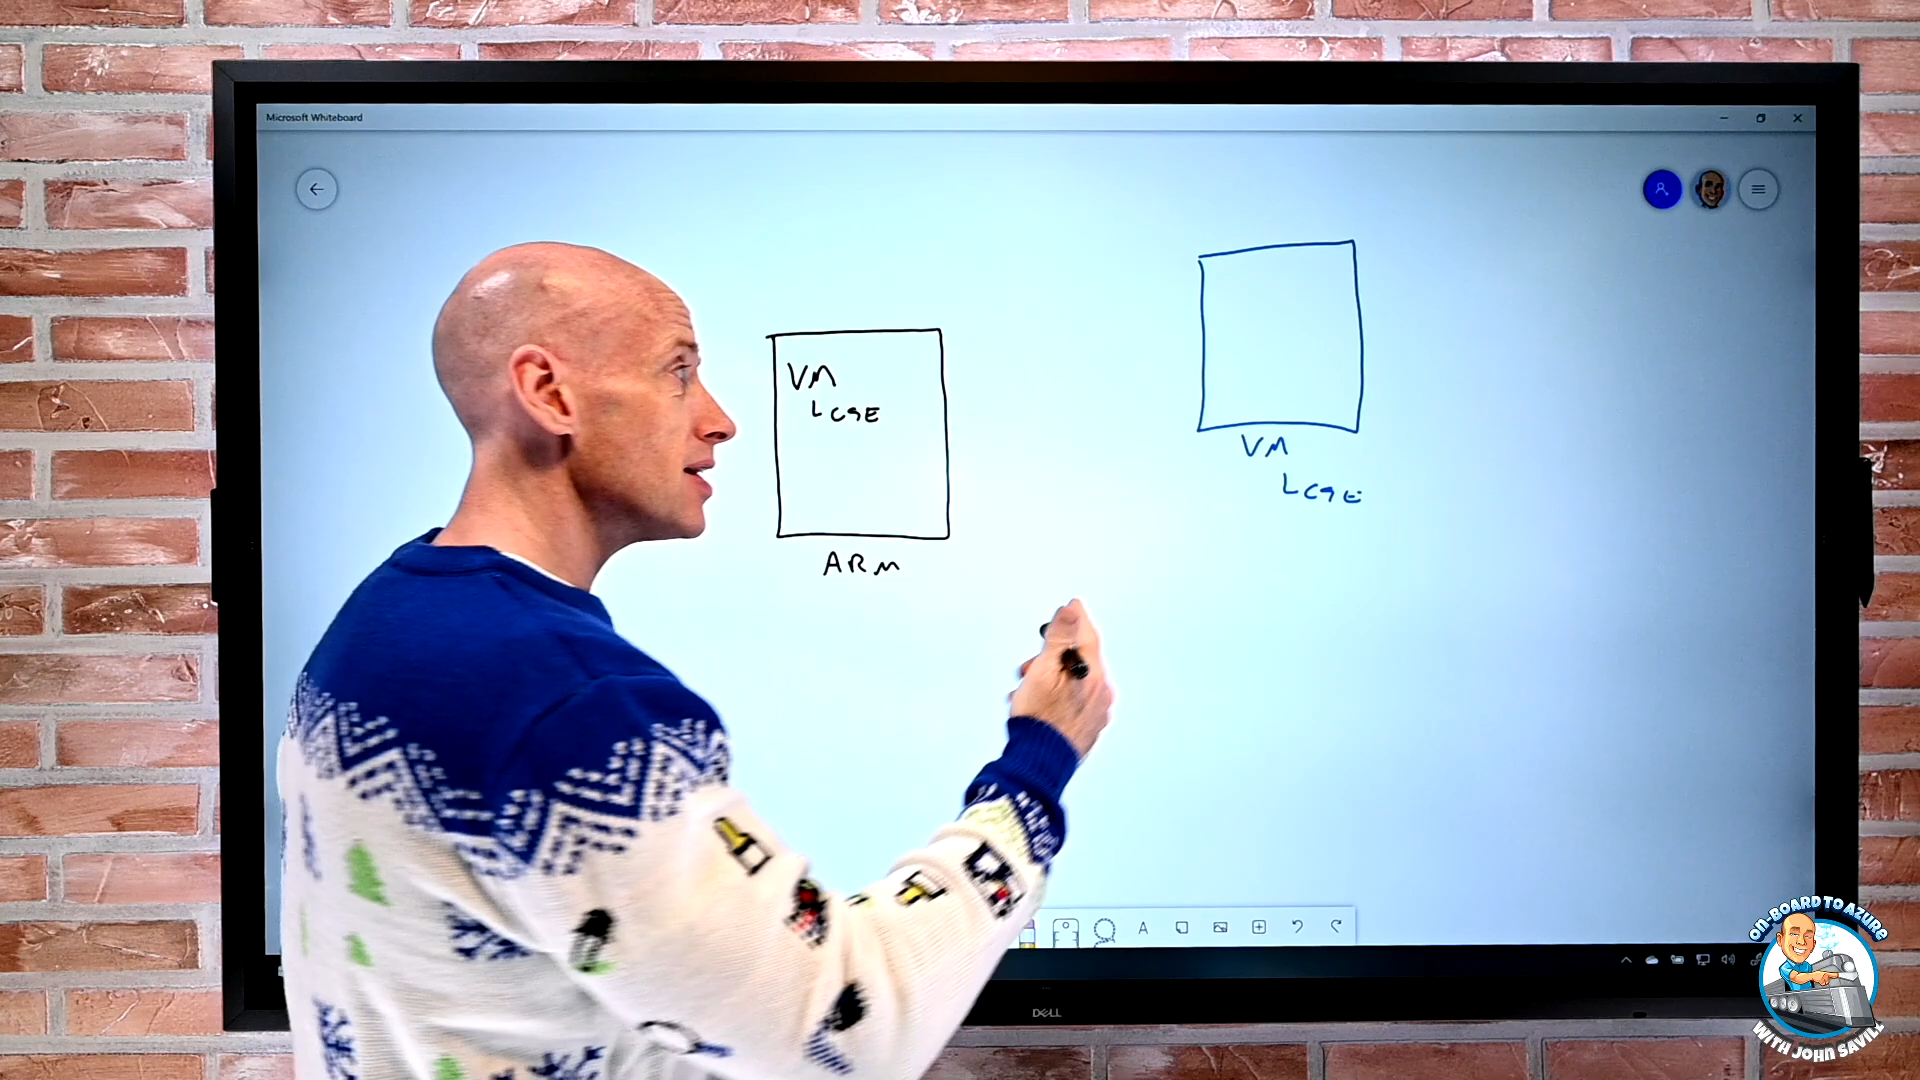 Microsoft Whiteboard
VM
LCSE
ARM
VM
LCSE
A
DELL
ON-BOARD TO AZURE
WITH JOHN SAVILL